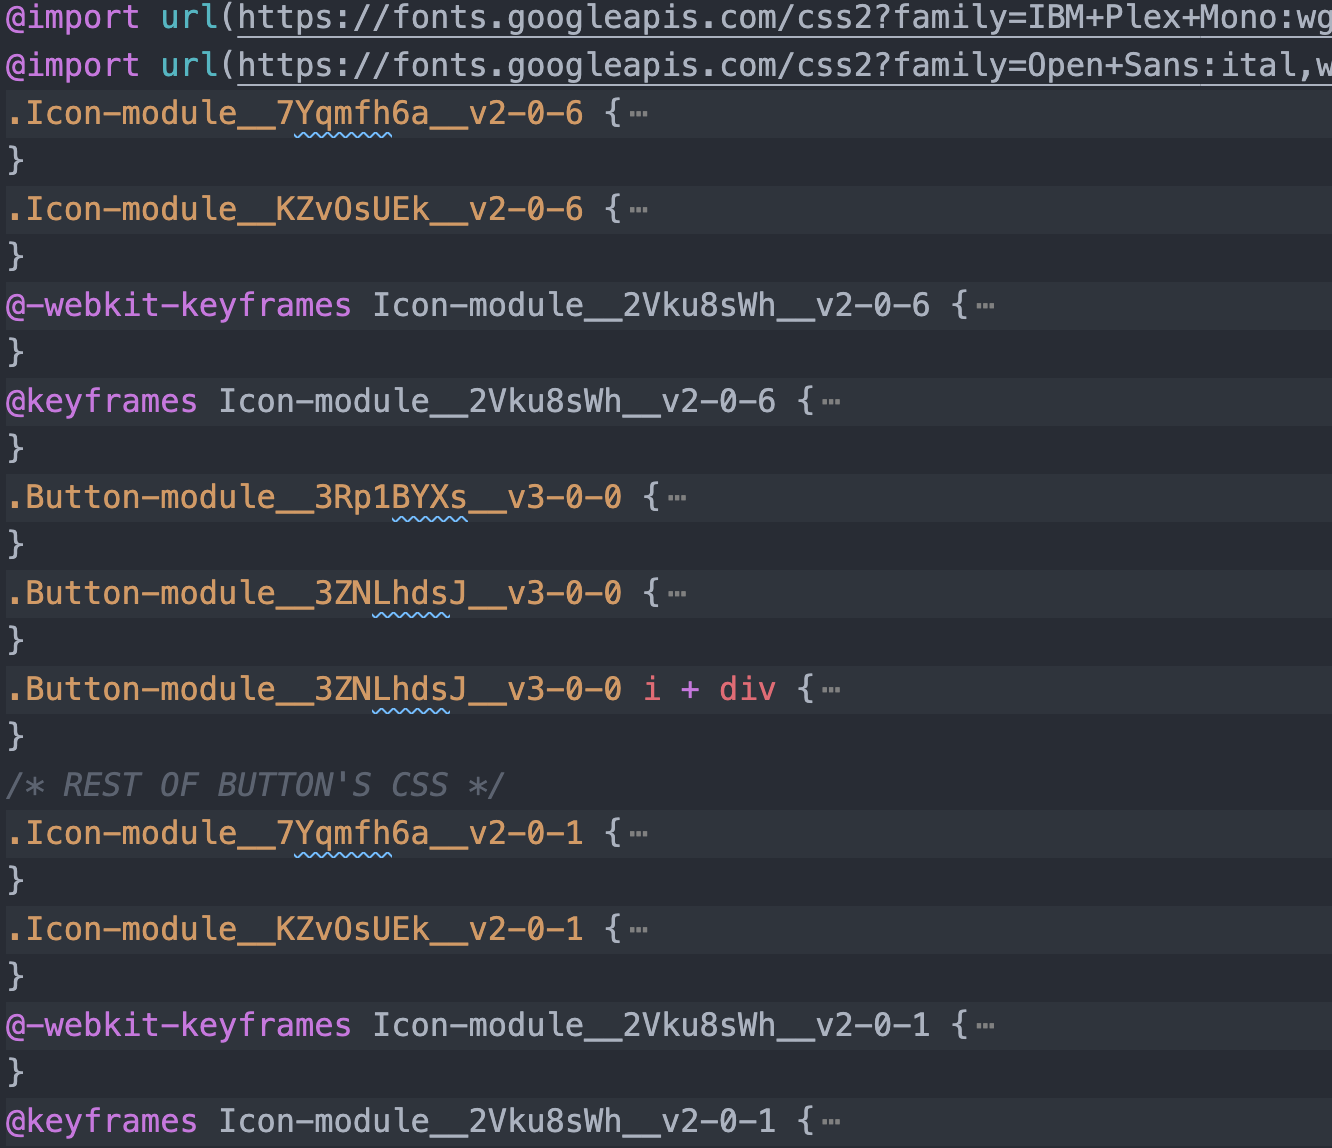 @import url(https://fonts.googleapis.com/css2?family=IBM+Plex+Mono:wg
@import url(https://fonts.googleapis.com/css2?family=Open+Sans:ital,w
.Icon-module__7Yqmfh6a__v2-0-6 {⋯
}
.Icon-module__KZvOsUEk__v2-0-6 {⋯
}
@-webkit-keyframes Icon-module__2Vku8sWh__v2-0-6 {⋯
}
@keyframes Icon-module__2Vku8sWh__v2-0-6 {⋯
}
.Button-module__3Rp1BYXs__v3-0-0 {⋯
}
.Button-module__3ZNLhdsJ__v3-0-0 {⋯
}
.Button-module__3ZNLhdsJ__v3-0-0 i + div {⋯
}
/* REST OF BUTTON'S CSS */
.Icon-module__7Yqmfh6a__v2-0-1 {⋯
}
.Icon-module__KZvOsUEk__v2-0-1 {⋯
}
@-webkit-keyframes Icon-module__2Vku8sWh__v2-0-1 {⋯
}
@keyframes Icon-module__2Vku8sWh__v2-0-1 {⋯